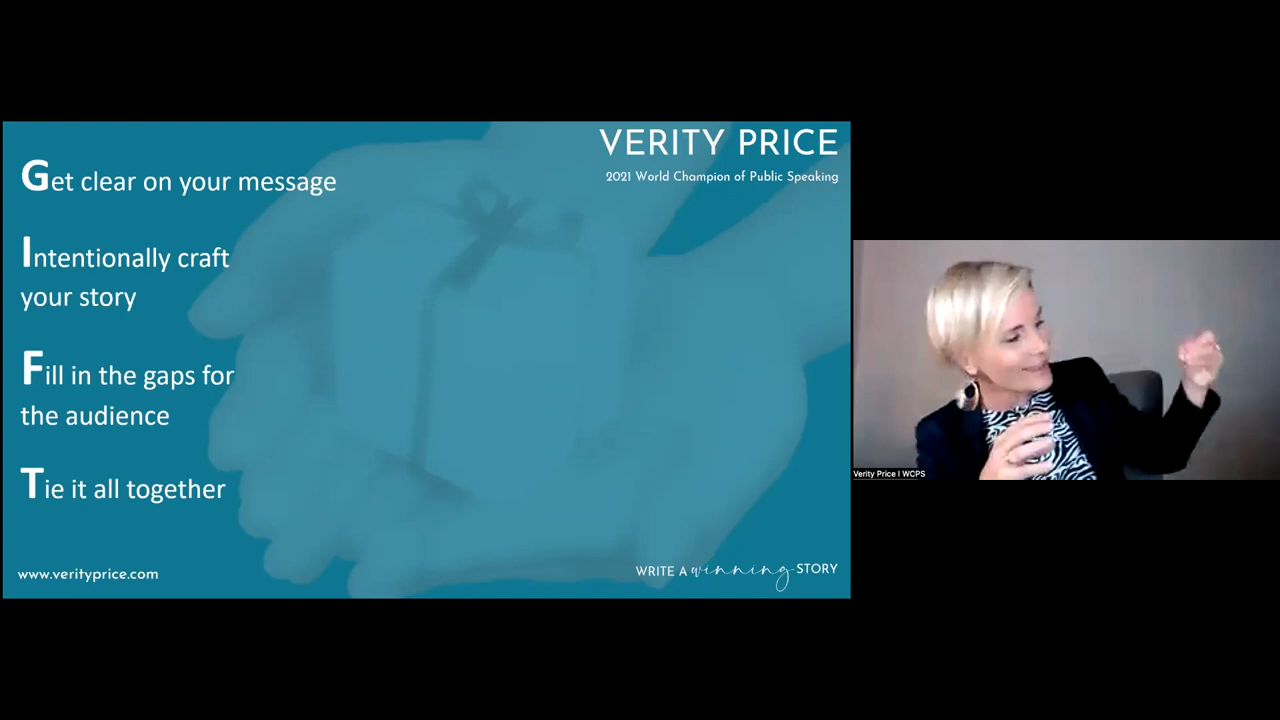 VERITY PRICE
2021 World Champion of Public Speaking
Get clear on your message
Intentionally craft
your story
Fill in the gaps for
the audience
Tie it all together
www.verityprice.com
WRITE A winning STORY
Verity Price I WCPS